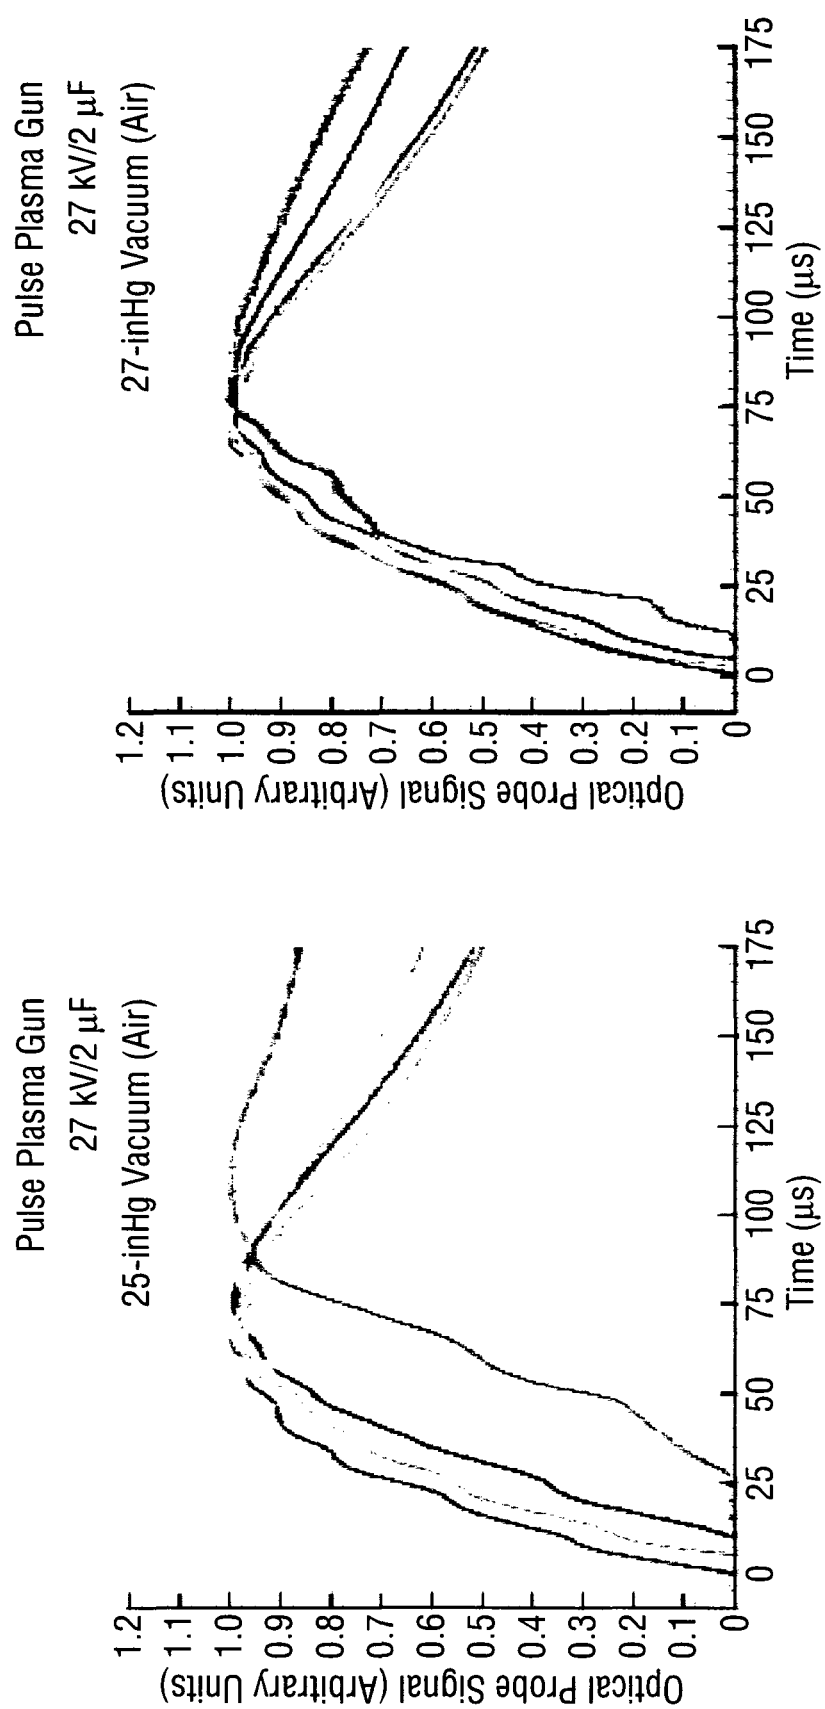 Pulse Plasma Gun
27 kV/2 μF
25-inHg Vacuum (Air)
Optical Probe Signal (Arbitrary Units)
1.2
1.1
1.0
0.9
0.8
0.7
0.6
0.5
0.4
0.3
0.2
0.1
0
0 25 50 75 100 125 150 175
Time (μs)
Pulse Plasma Gun
27 kV/2 μF
27-inHg Vacuum (Air)
Optical Probe Signal (Arbitrary Units)
1.2
1.1
1.0
0.9
0.8
0.7
0.6
0.5
0.4
0.3
0.2
0.1
0
0 25 50 75 100 125 150 175
Time (μs)